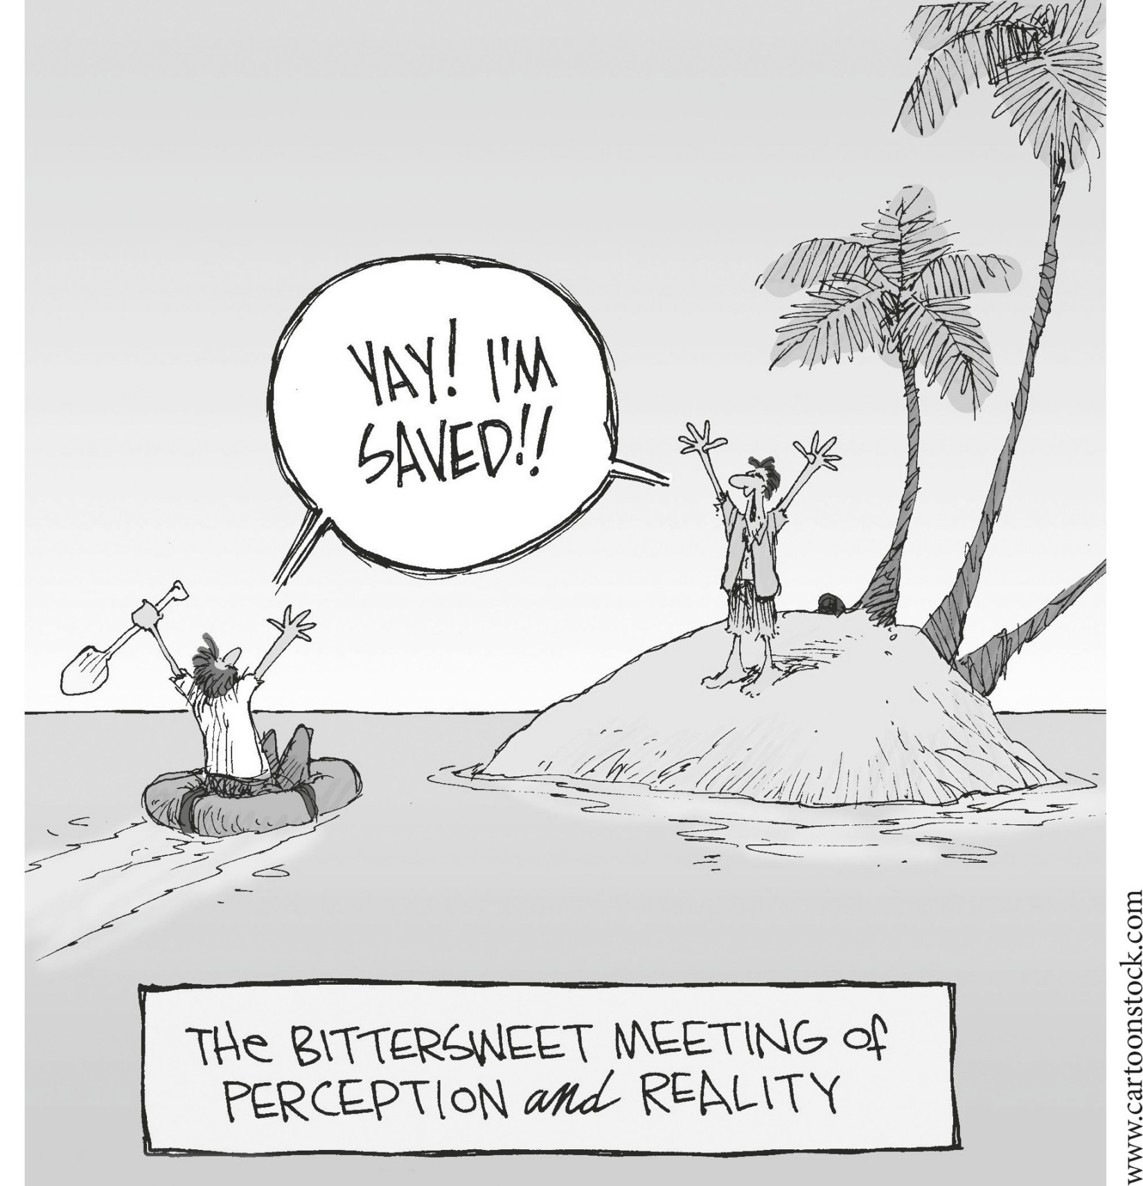 YAY! I'M
SAVED!!
THe BITTERSWEET MEETING of
PERCEPTION and REALITY
www.cartoonstock.com